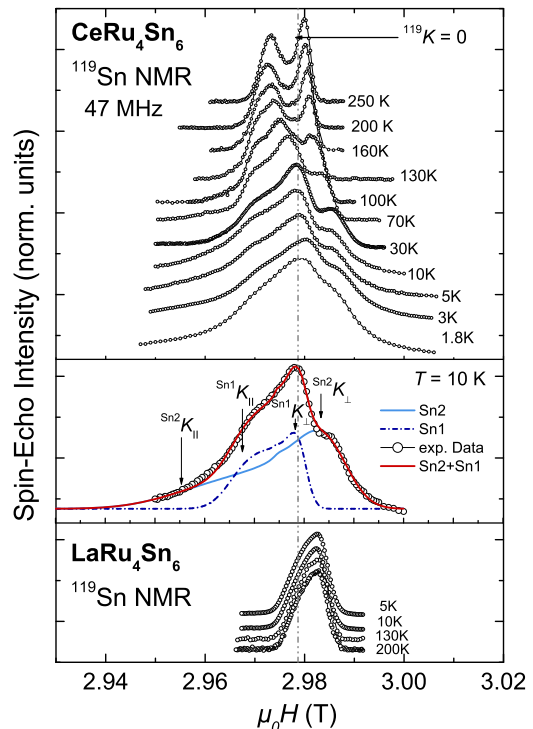 CeRu₄Sn₆
¹¹⁹K = 0
¹¹⁹Sn NMR
47 MHz
250 K
200 K
160K
130K
100K
70K
30K
10K
5K
3K
1.8K
Spin-Echo Intensity (norm. units)
T = 10 K
Sn2 K∥
Sn1 K∥
Sn1 K⊥
Sn2 K⊥
Sn2
Sn1
exp. Data
Sn2+Sn1
LaRu₄Sn₆
¹¹⁹Sn NMR
5K
10K
130K
200K
2.94 2.96 2.98 3.00 3.02
μ₀H (T)